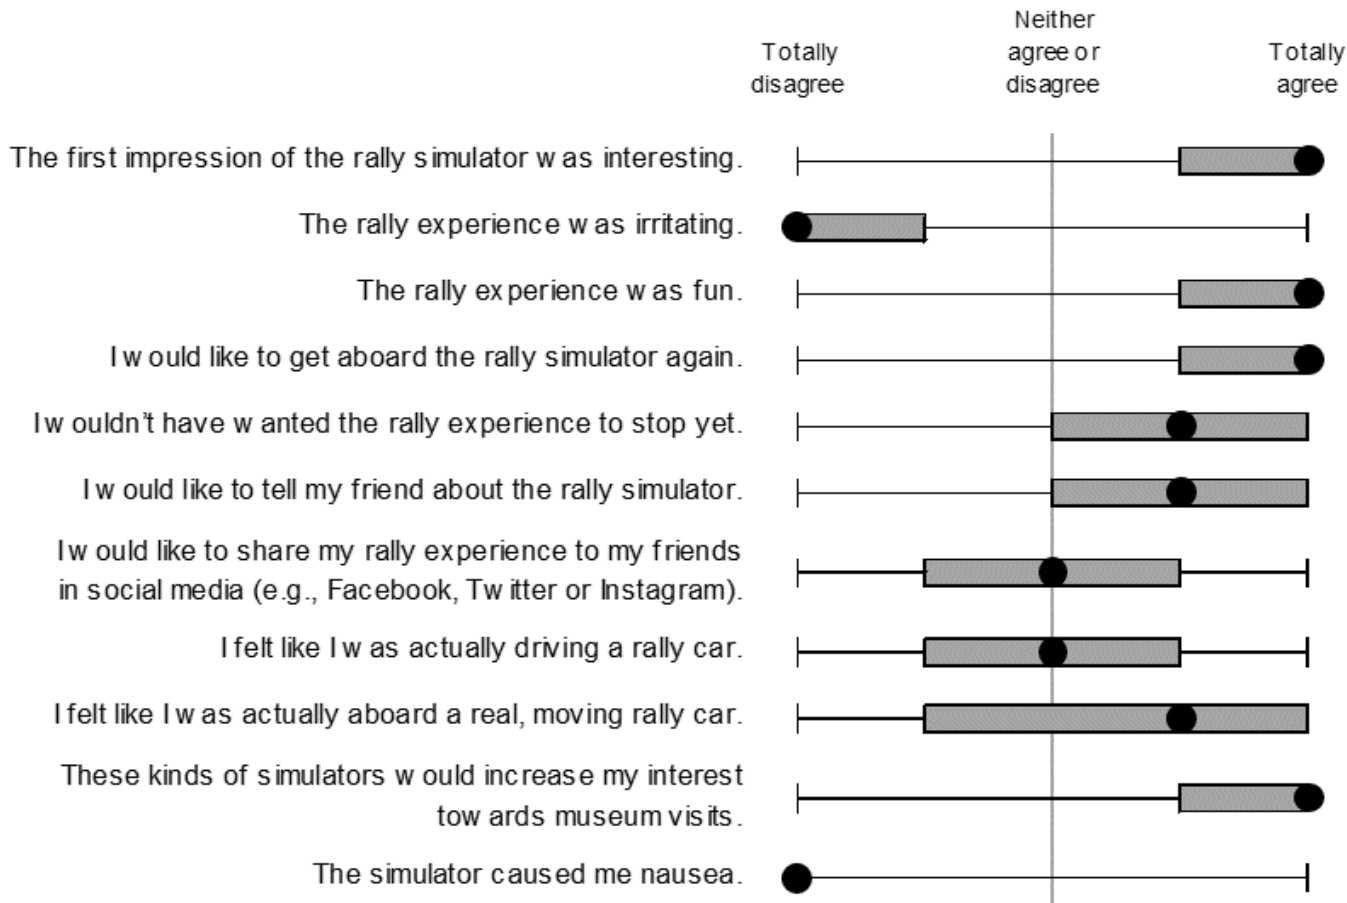 Totally
disagree
Neither
agree or
disagree
Totally
agree
The first impression of the rally simulator was interesting.
The rally experience was irritating.
The rally experience was fun.
I would like to get aboard the rally simulator again.
I wouldn't have wanted the rally experience to stop yet.
I would like to tell my friend about the rally simulator.
I would like to share my rally experience to my friends
in social media (e.g., Facebook, Twitter or Instagram).
I felt like I was actually driving a rally car.
I felt like I was actually aboard a real, moving rally car.
These kinds of simulators would increase my interest
towards museum visits.
The simulator caused me nausea.